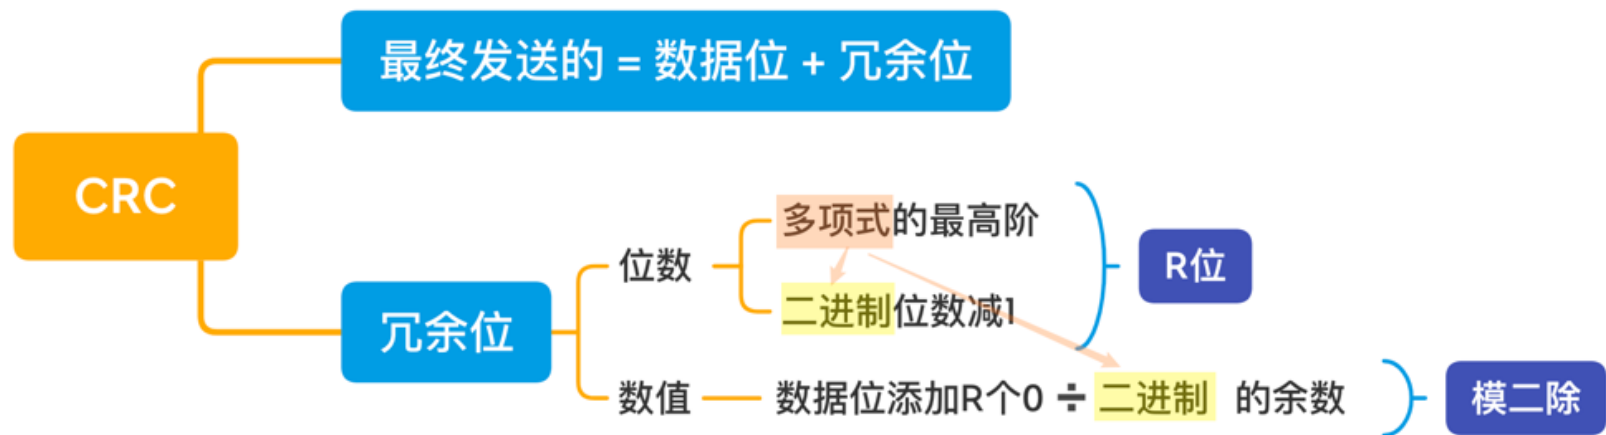 最终发送的 = 数据位 + 冗余位
CRC
多项式的最高阶
位数
R位
二进制位数减1
冗余位
数值
数据位添加R个0 ÷ 二进制 的余数
模二除